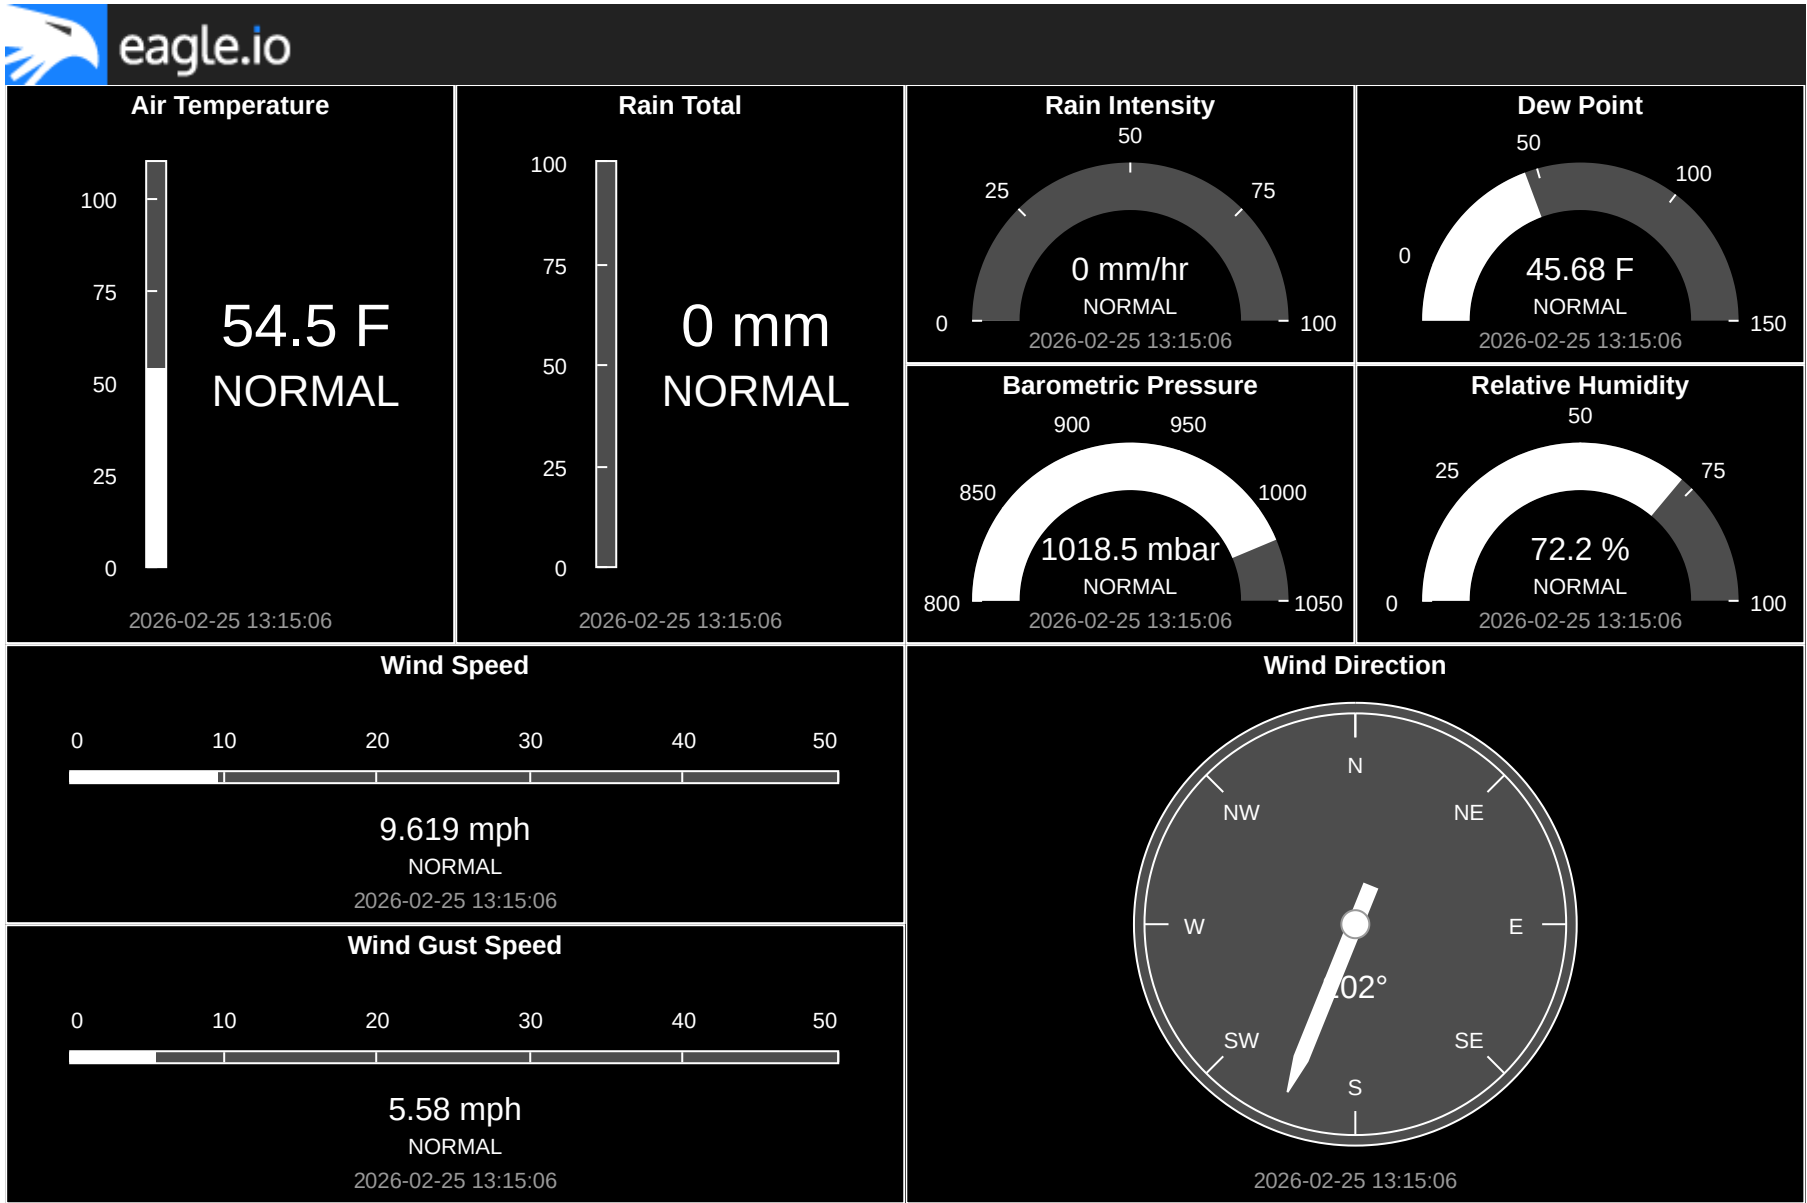 eagle.io
Air Temperature
100
75
50
25
0
54.5 F
NORMAL
2026-02-25 13:15:06
Rain Total
100
75
50
25
0
0 mm
NORMAL
2026-02-25 13:15:06
Rain Intensity
0
25
50
75
100
0 mm/hr
NORMAL
2026-02-25 13:15:06
Dew Point
0
50
100
150
45.68 F
NORMAL
2026-02-25 13:15:06
Barometric Pressure
800
850
900
950
1000
1050
1018.5 mbar
NORMAL
2026-02-25 13:15:06
Relative Humidity
0
25
50
75
100
72.2 %
NORMAL
2026-02-25 13:15:06
Wind Speed
0 10 20 30 40 50
9.619 mph
NORMAL
2026-02-25 13:15:06
Wind Gust Speed
0 10 20 30 40 50
5.58 mph
NORMAL
2026-02-25 13:15:06
Wind Direction
N
NW NE
W E
SW SE
S
2026-02-25 13:15:06